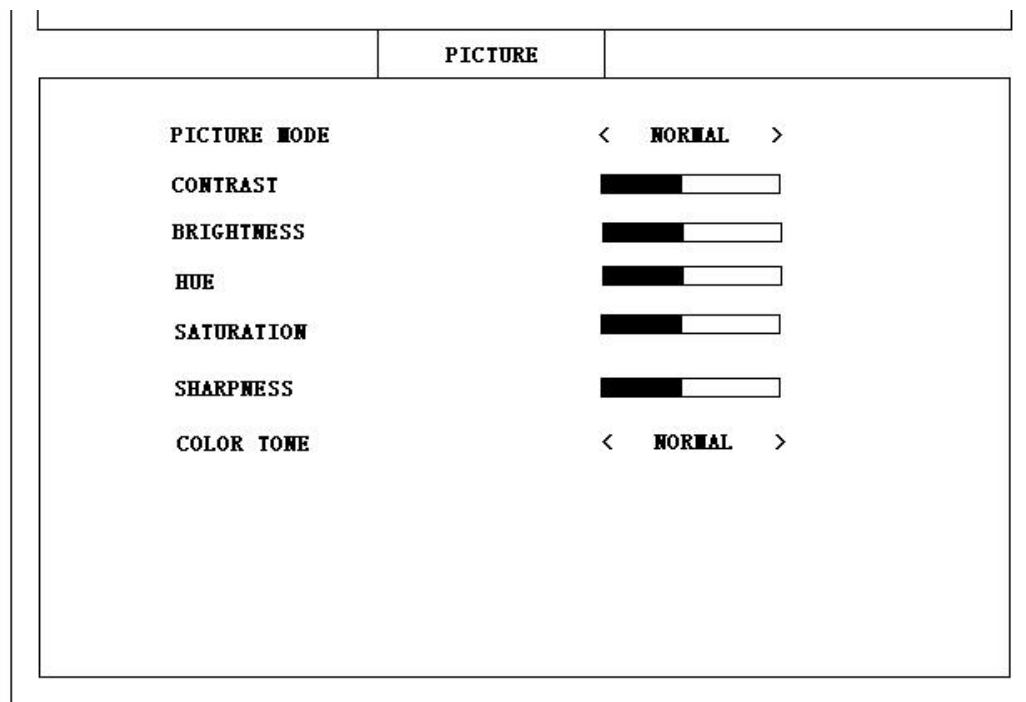 PICTURE
PICTURE MODE < NORMAL >
CONTRAST
BRIGHTNESS
HUE
SATURATION
SHARPNESS
COLOR TONE < NORMAL >